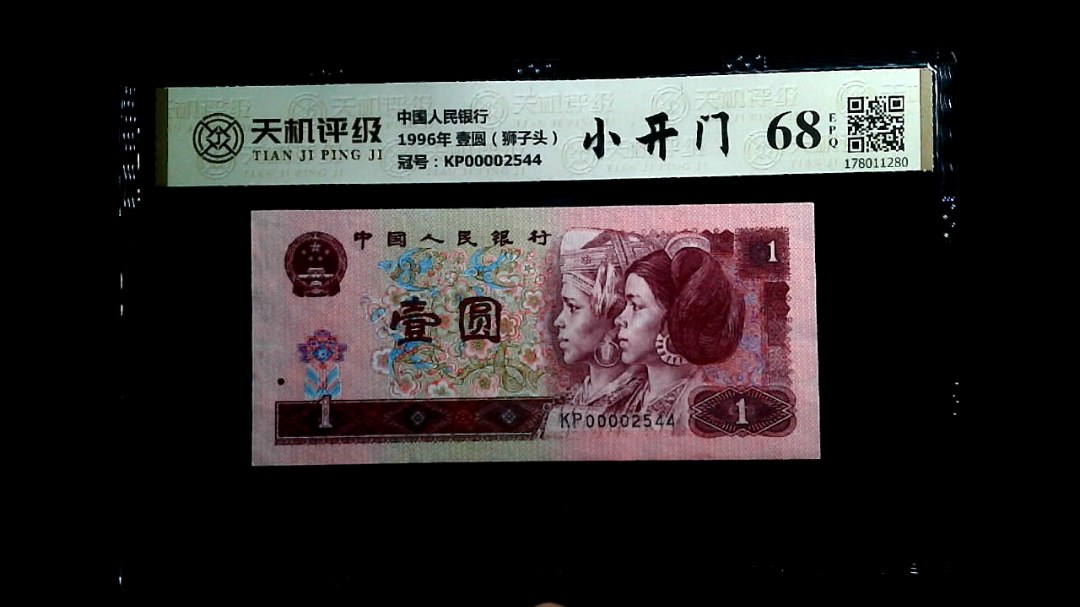 天机评级
TIAN JI PING JI
中国人民银行
1996年 壹圆（狮子头）
冠号：KP00002544
小开门
68
EPQ
178011280
中国人民银行
1
壹圆
1
KP00002544
1